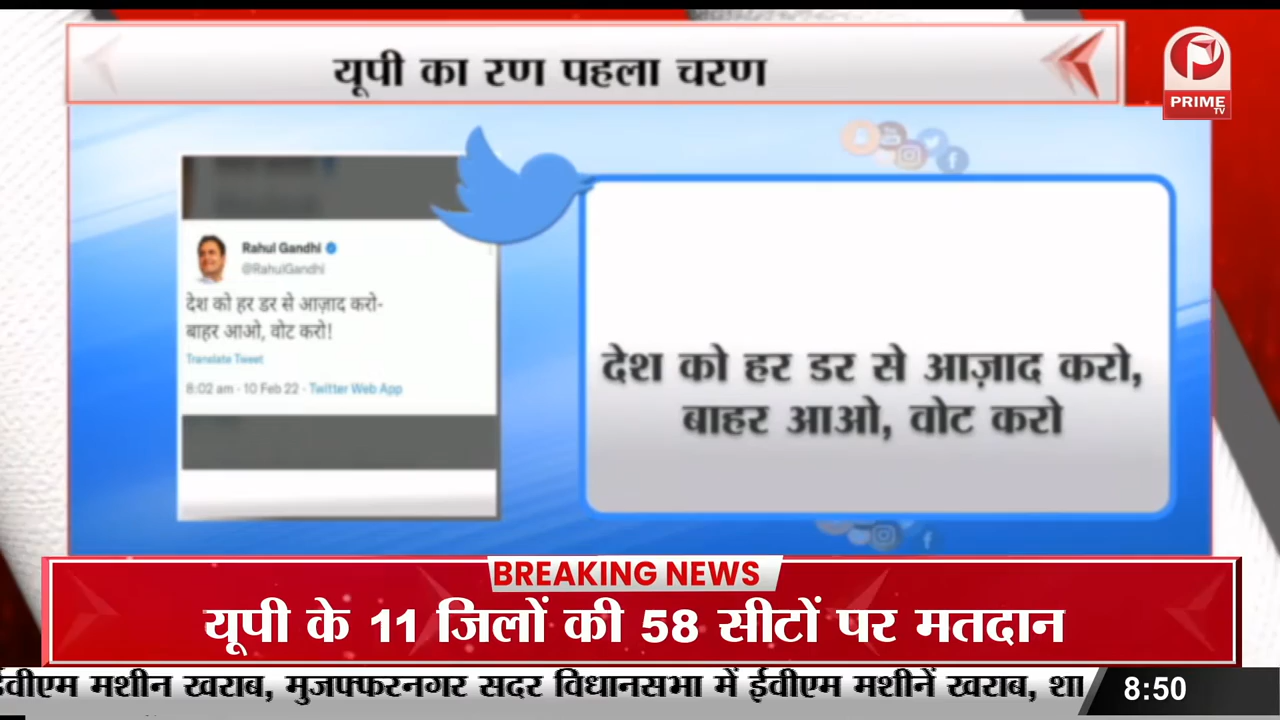 यूपी का रण पहला चरण
PRIME
TV
Rahul Gandhi
@RahulGandhi
देश को हर डर से आज़ाद करो-
बाहर आओ, वोट करो!
Translate Tweet
8:02 am · 10 Feb 22 · Twitter Web App
देश को हर डर से आज़ाद करो,
बाहर आओ, वोट करो
BREAKING NEWS
यूपी के 11 जिलों की 58 सीटों पर मतदान
ईवीएम मशीन खराब, मुजफ्फरनगर सदर विधानसभा में ईवीएम मशीनें खराब, शा
8:50